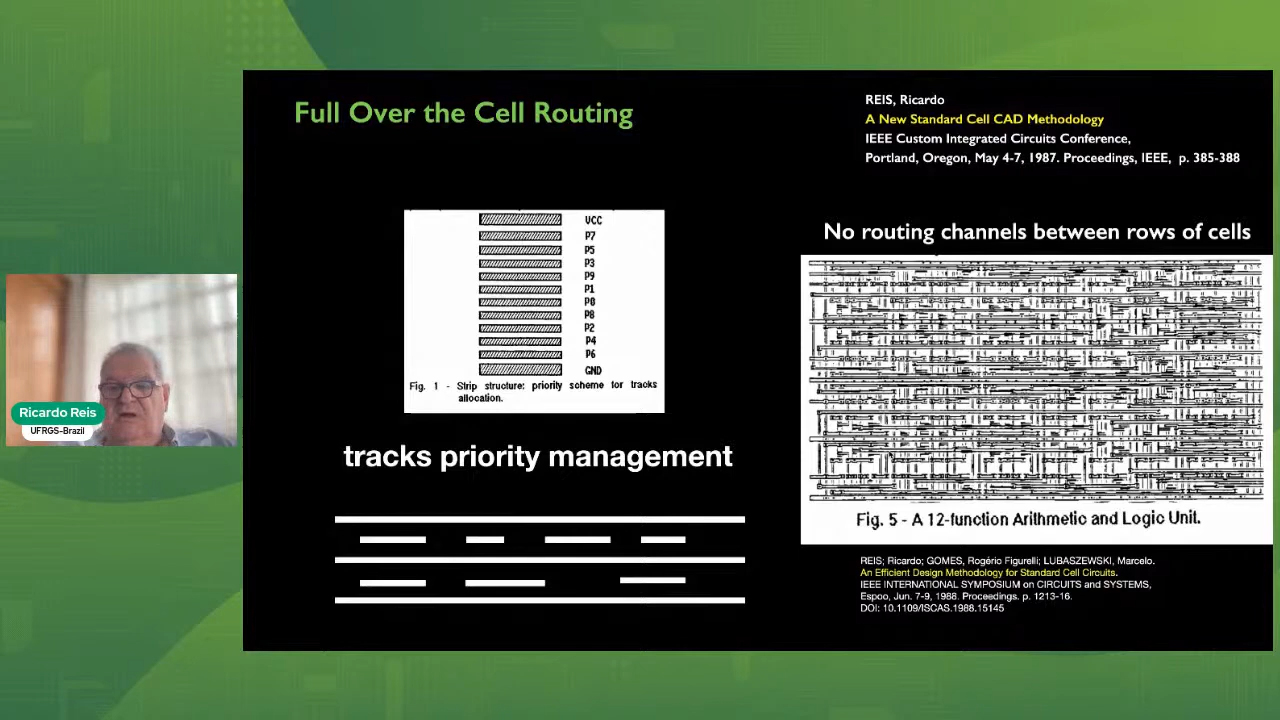 Full Over the Cell Routing
REIS, Ricardo
A New Standard Cell CAD Methodology
IEEE Custom Integrated Circuits Conference,
Portland, Oregon, May 4-7, 1987. Proceedings, IEEE, p. 385-388
VCC
P7
P5
P3
P9
P1
P0
P8
P2
P4
P6
GND
Fig. 1 - Strip structure: priority scheme for tracks
allocation.
tracks priority management
No routing channels between rows of cells
Fig. 5 - A 12-function Arithmetic and Logic Unit.
REIS; Ricardo; GOMES, Rogério Figurelli; LUBASZEWSKI, Marcelo.
An Efficient Design Methodology for Standard Cell Circuits.
IEEE INTERNATIONAL SYMPOSIUM on CIRCUITS and SYSTEMS,
Espoo, Jun. 7-9, 1988. Proceedings. p. 1213-16.
DOI: 10.1109/ISCAS.1988.15145
Ricardo Reis
UFRGS-Brazil